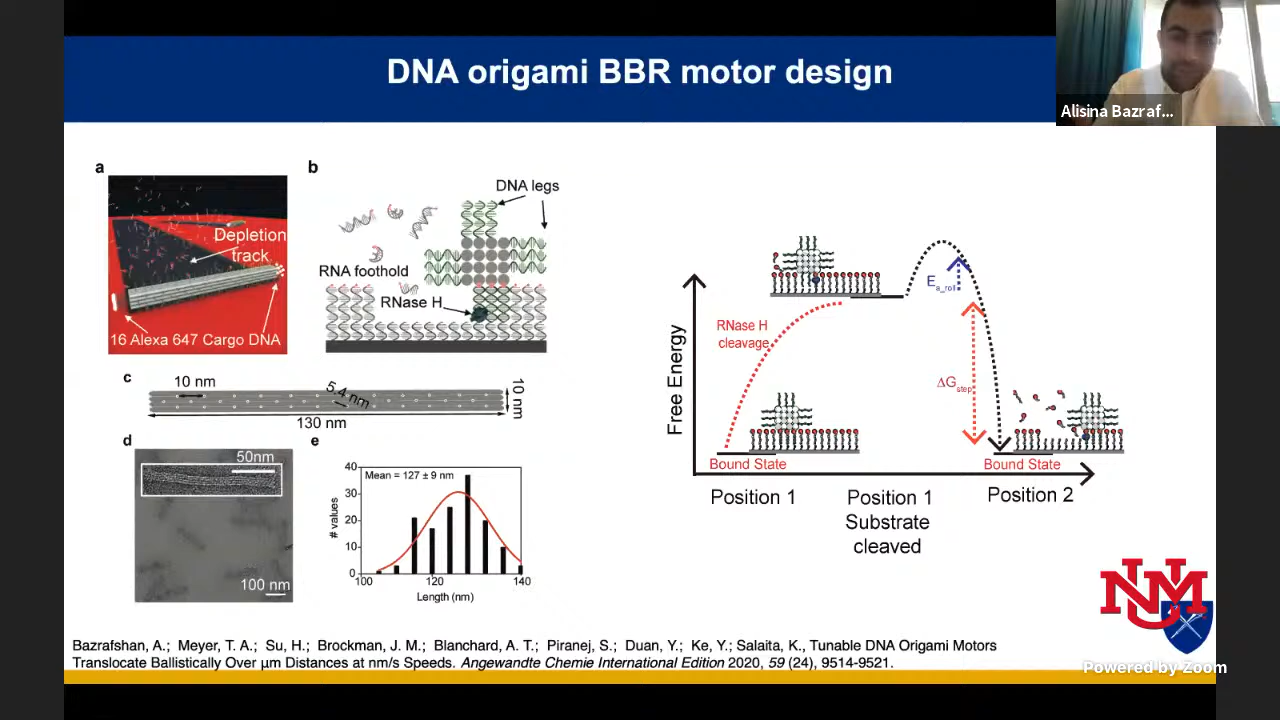 DNA origami BBR motor design
Alisina Bazraf...
a
Depletion
track
16 Alexa 647 Cargo DNA
b
DNA legs
RNA foothold
RNase H
c
10 nm
5.4 nm
10 nm
130 nm
d
50nm
100 nm
e
Mean = 127 ± 9 nm
# values
40
30
20
10
0
100
120
140
Length (nm)
Free Energy
RNase H
cleavage
Ea_roll
ΔGstep
Bound State
Bound State
Position 1
Position 1
Substrate
cleaved
Position 2
UNM
Bazrafshan, A.; Meyer, T. A.; Su, H.; Brockman, J. M.; Blanchard, A. T.; Piranej, S.; Duan, Y.; Ke, Y.; Salaita, K., Tunable DNA Origami Motors
Translocate Ballistically Over μm Distances at nm/s Speeds. Angewandte Chemie International Edition 2020, 59 (24), 9514-9521.
Powered by Zoom